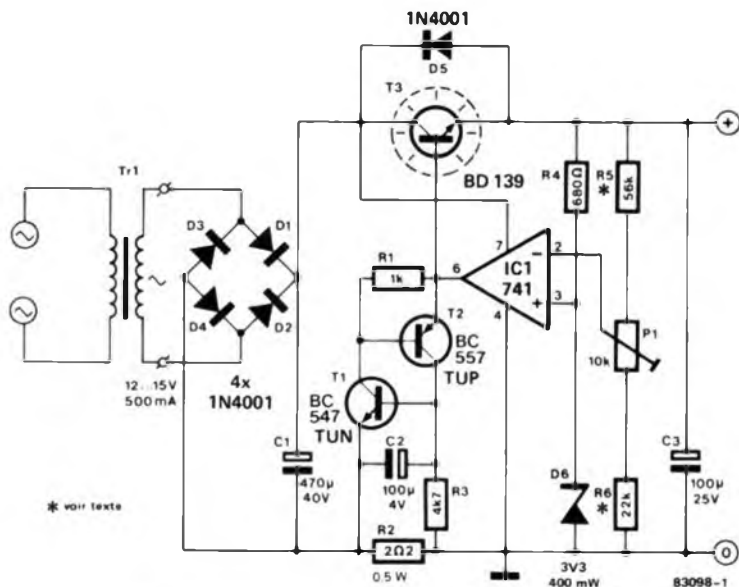 1N4001
D5
T3
Tr1
BD 139
R4
680Ω
R5
*
56k
D3
D1
R1
1k
7
2
6
IC1
741
−
+
3
4
D4
D2
T2
BC
557
TUP
P1
10k
12...15V
500mA
4x
1N4001
T1
BC
547
TUN
C1
470µ
40V
C2
100µ
4V
R3
4k7
D6
R6
*
22k
C3
100µ
25V
* voir texte
R2
2Ω2
0.5 W
3V3
400 mW
83098-1
+
0
~
~
~